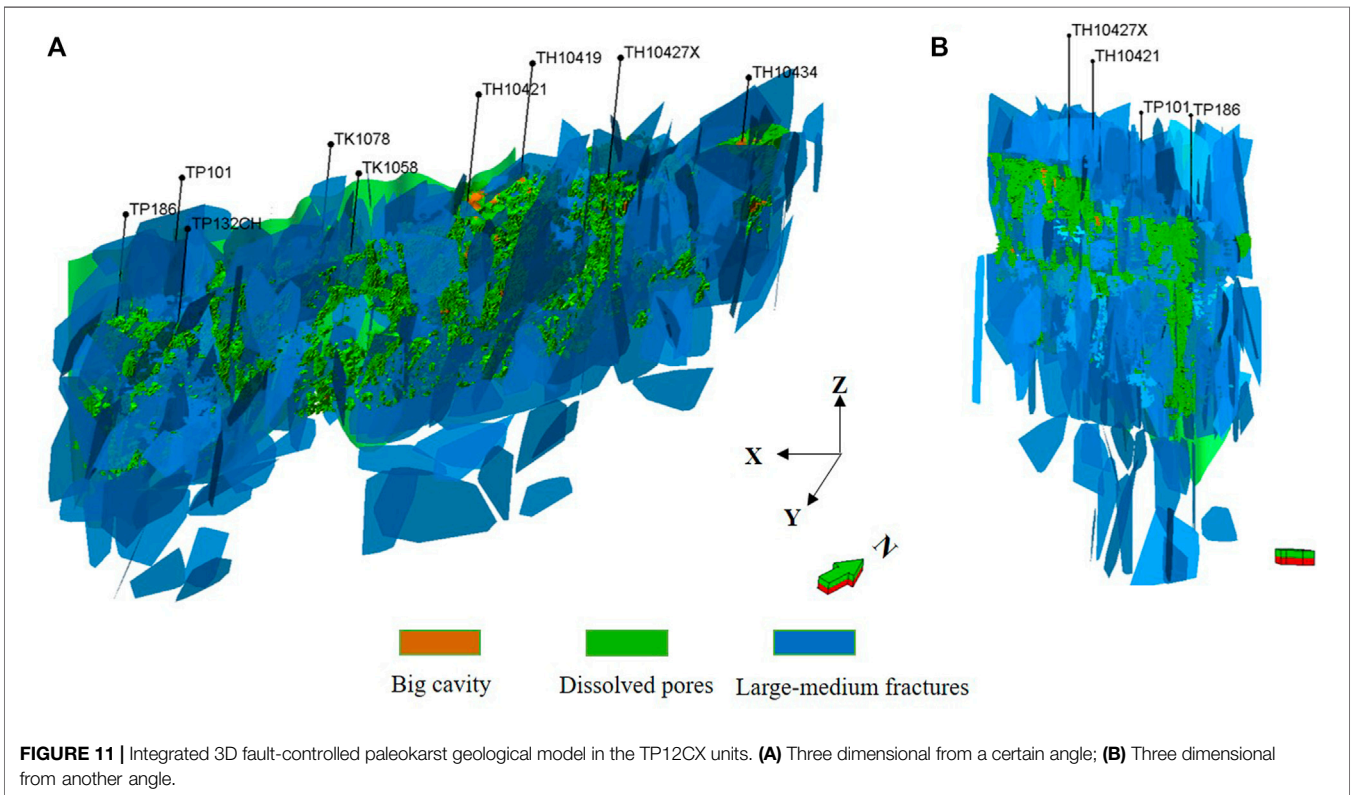 A
B
TH10427X
TH10419
TH10427X
TH10421
TH10434
TH10421
TP101
TP186
TK1078
TK1058
TP101
TP186
TP132CH
Z
X
Y
N
Big cavity
Dissolved pores
Large-medium fractures
FIGURE 11 | Integrated 3D fault-controlled paleokarst geological model in the TP12CX units. (A) Three dimensional from a certain angle; (B) Three dimensional
from another angle.